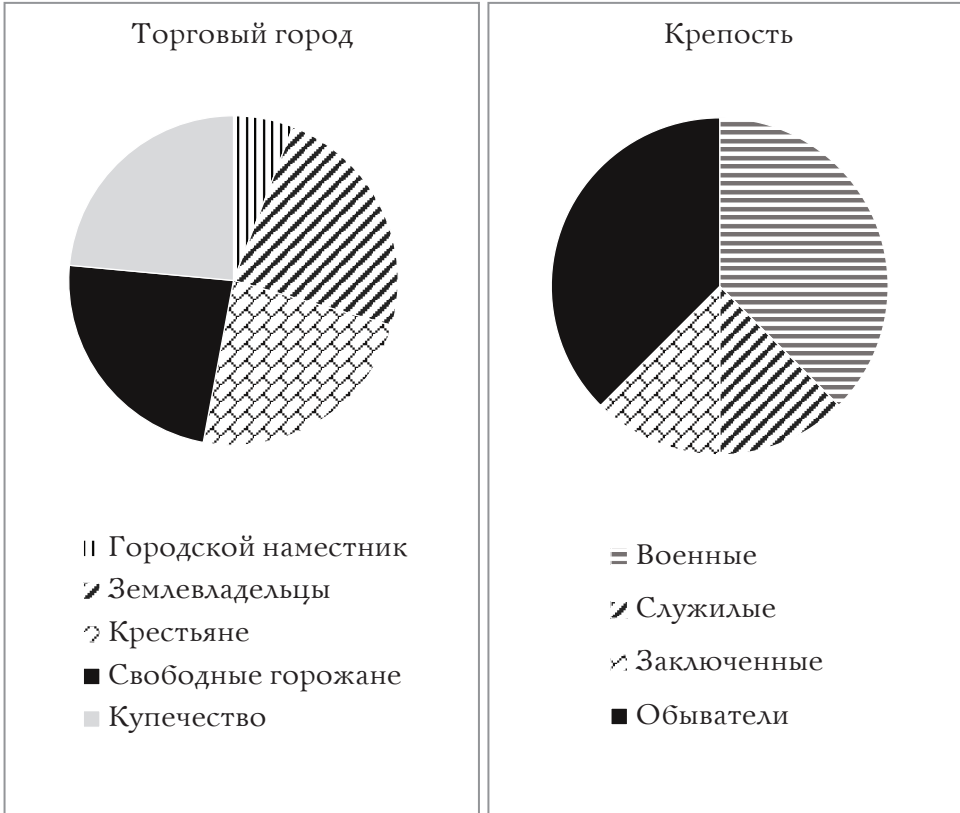 Торговый город
Городской наместник
Землевладельцы
Крестьяне
Свободные горожане
Купечество
Крепость
Военные
Служилые
Заключенные
Обыватели